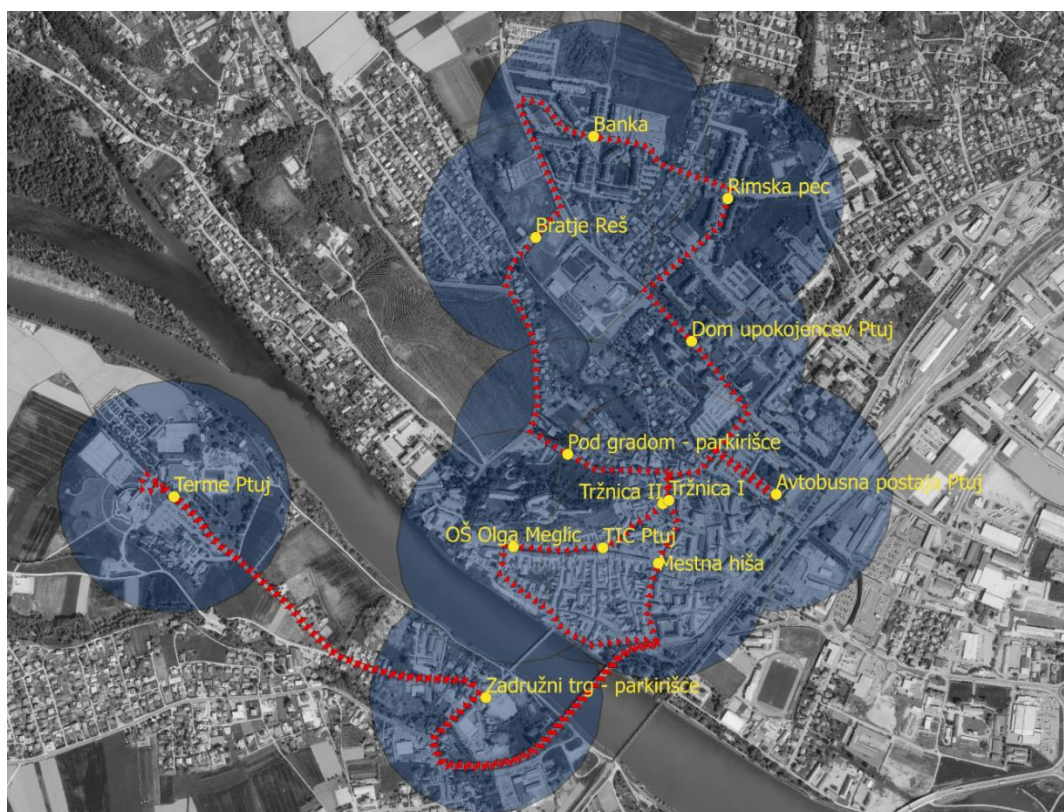 Banka
Rimska pec
Bratje Reš
Dom upokojencev Ptuj
Pod gradom - parkirišce
Terme Ptuj
Avtobusna postaja Ptuj
Tržnica II
Tržnica I
OŠ Olga Meglic
TIC Ptuj
Mestna hiša
Zadružni trg - parkirišce